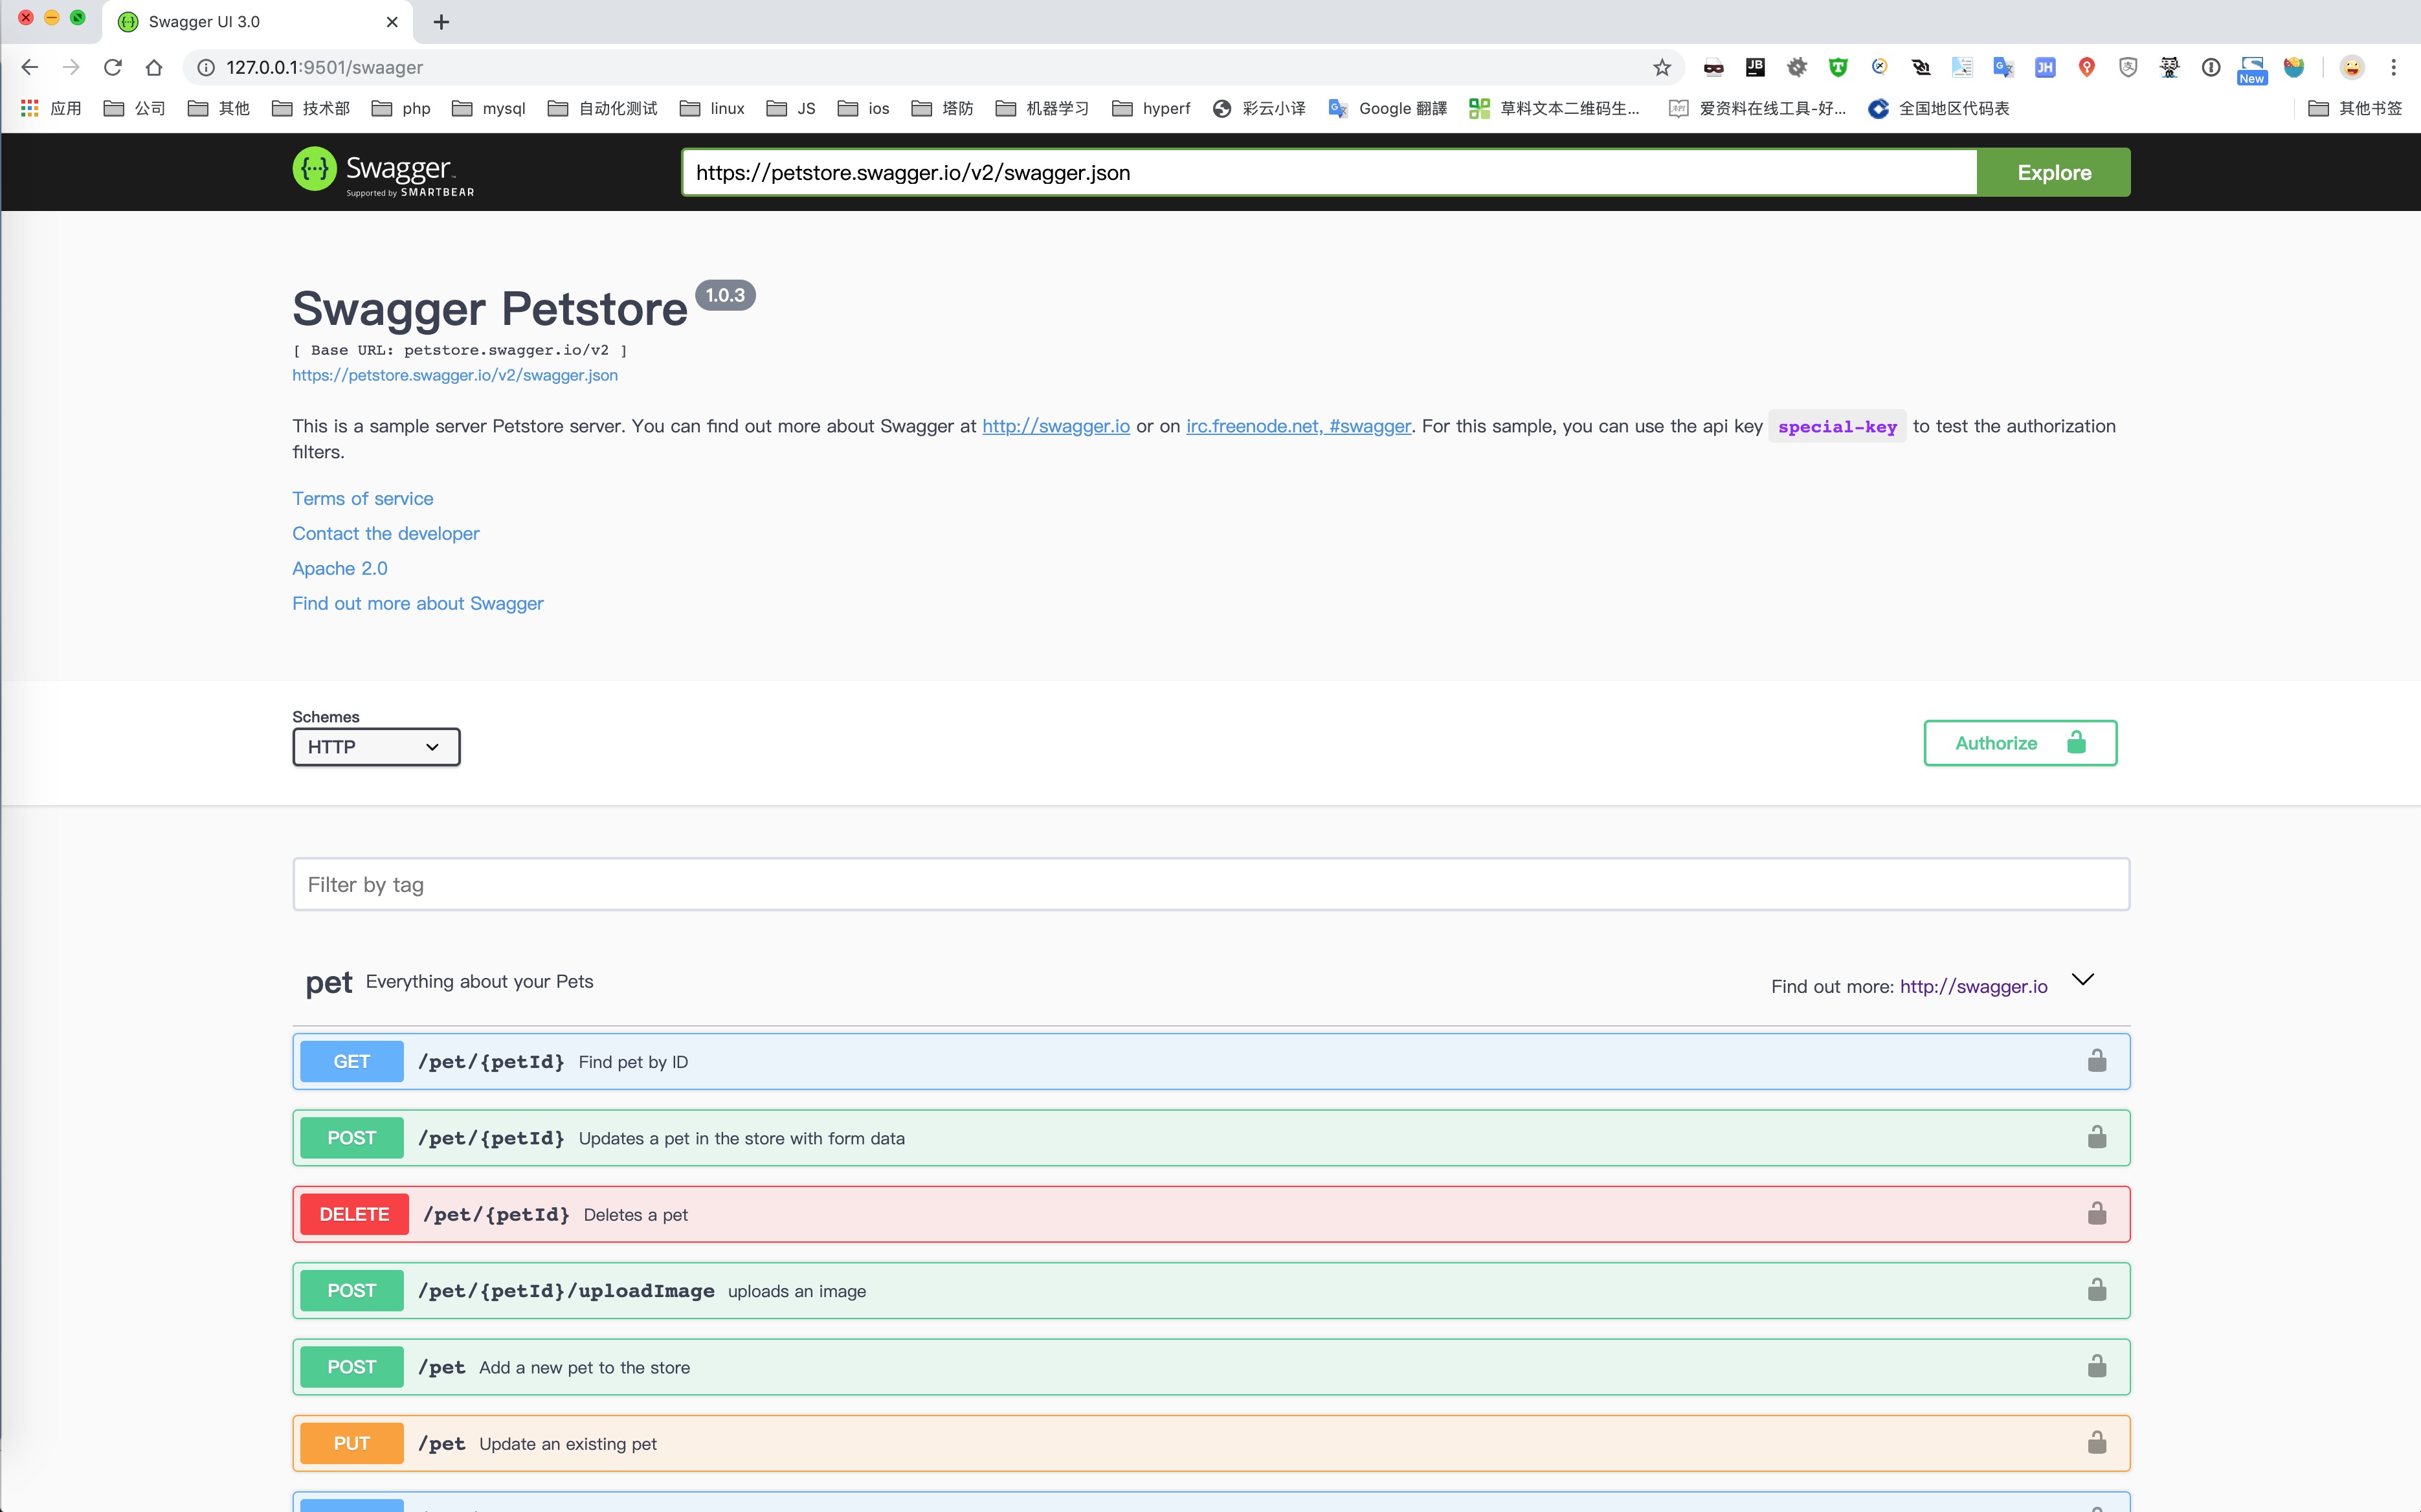 Swagger UI 3.0
127.0.0.1:9501/swaager
JB
JH
New
应用 公司 其他 技术部 php mysql 自动化测试 linux JS ios 塔防 机器学习 hyperf 彩云小译 Google 翻譯 草料文本二维码生... 爱资料在线工具-好... 全国地区代码表 其他书签
Swagger™
Supported by SMARTBEAR
https://petstore.swagger.io/v2/swagger.json Explore
Swagger Petstore 1.0.3
[ Base URL: petstore.swagger.io/v2 ]
https://petstore.swagger.io/v2/swagger.json
This is a sample server Petstore server. You can find out more about Swagger at http://swagger.io or on irc.freenode.net, #swagger. For this sample, you can use the api key special-key to test the authorization
filters.
Terms of service
Contact the developer
Apache 2.0
Find out more about Swagger
Schemes
HTTP
Authorize
Filter by tag
pet Everything about your Pets Find out more: http://swagger.io
GET /pet/{petId} Find pet by ID
POST /pet/{petId} Updates a pet in the store with form data
DELETE /pet/{petId} Deletes a pet
POST /pet/{petId}/uploadImage uploads an image
POST /pet Add a new pet to the store
PUT /pet Update an existing pet